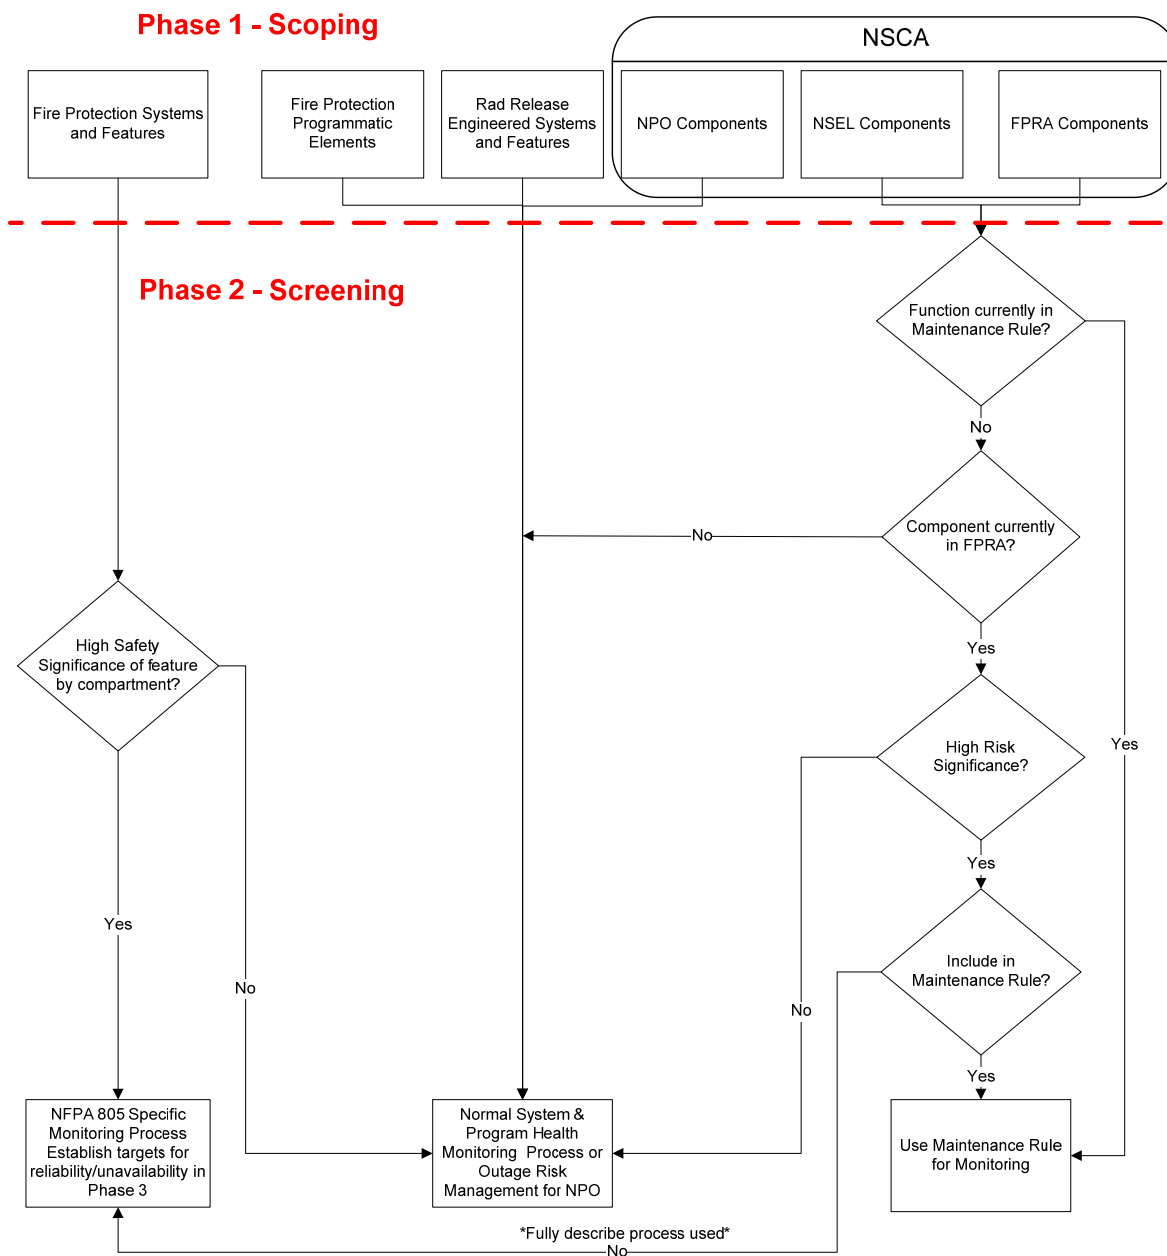 Phase 1 - Scoping
NSCA
Fire Protection Systems
and Features
Fire Protection
Programmatic
Elements
Rad Release
Engineered Systems
and Features
NPO Components
NSEL Components
FPRA Components
Phase 2 - Screening
Function currently in
Maintenance Rule?
No
Component currently
in FPRA?
No
Yes
High Safety
Significance of feature
by compartment?
High Risk
Significance?
Yes
Yes
Yes
Include in
Maintenance Rule?
No
No
Yes
NFPA 805 Specific
Monitoring Process
Establish targets for
reliability/unavailability in
Phase 3
Normal System &
Program Health
Monitoring Process or
Outage Risk
Management for NPO
Use Maintenance Rule
for Monitoring
*Fully describe process used*
No